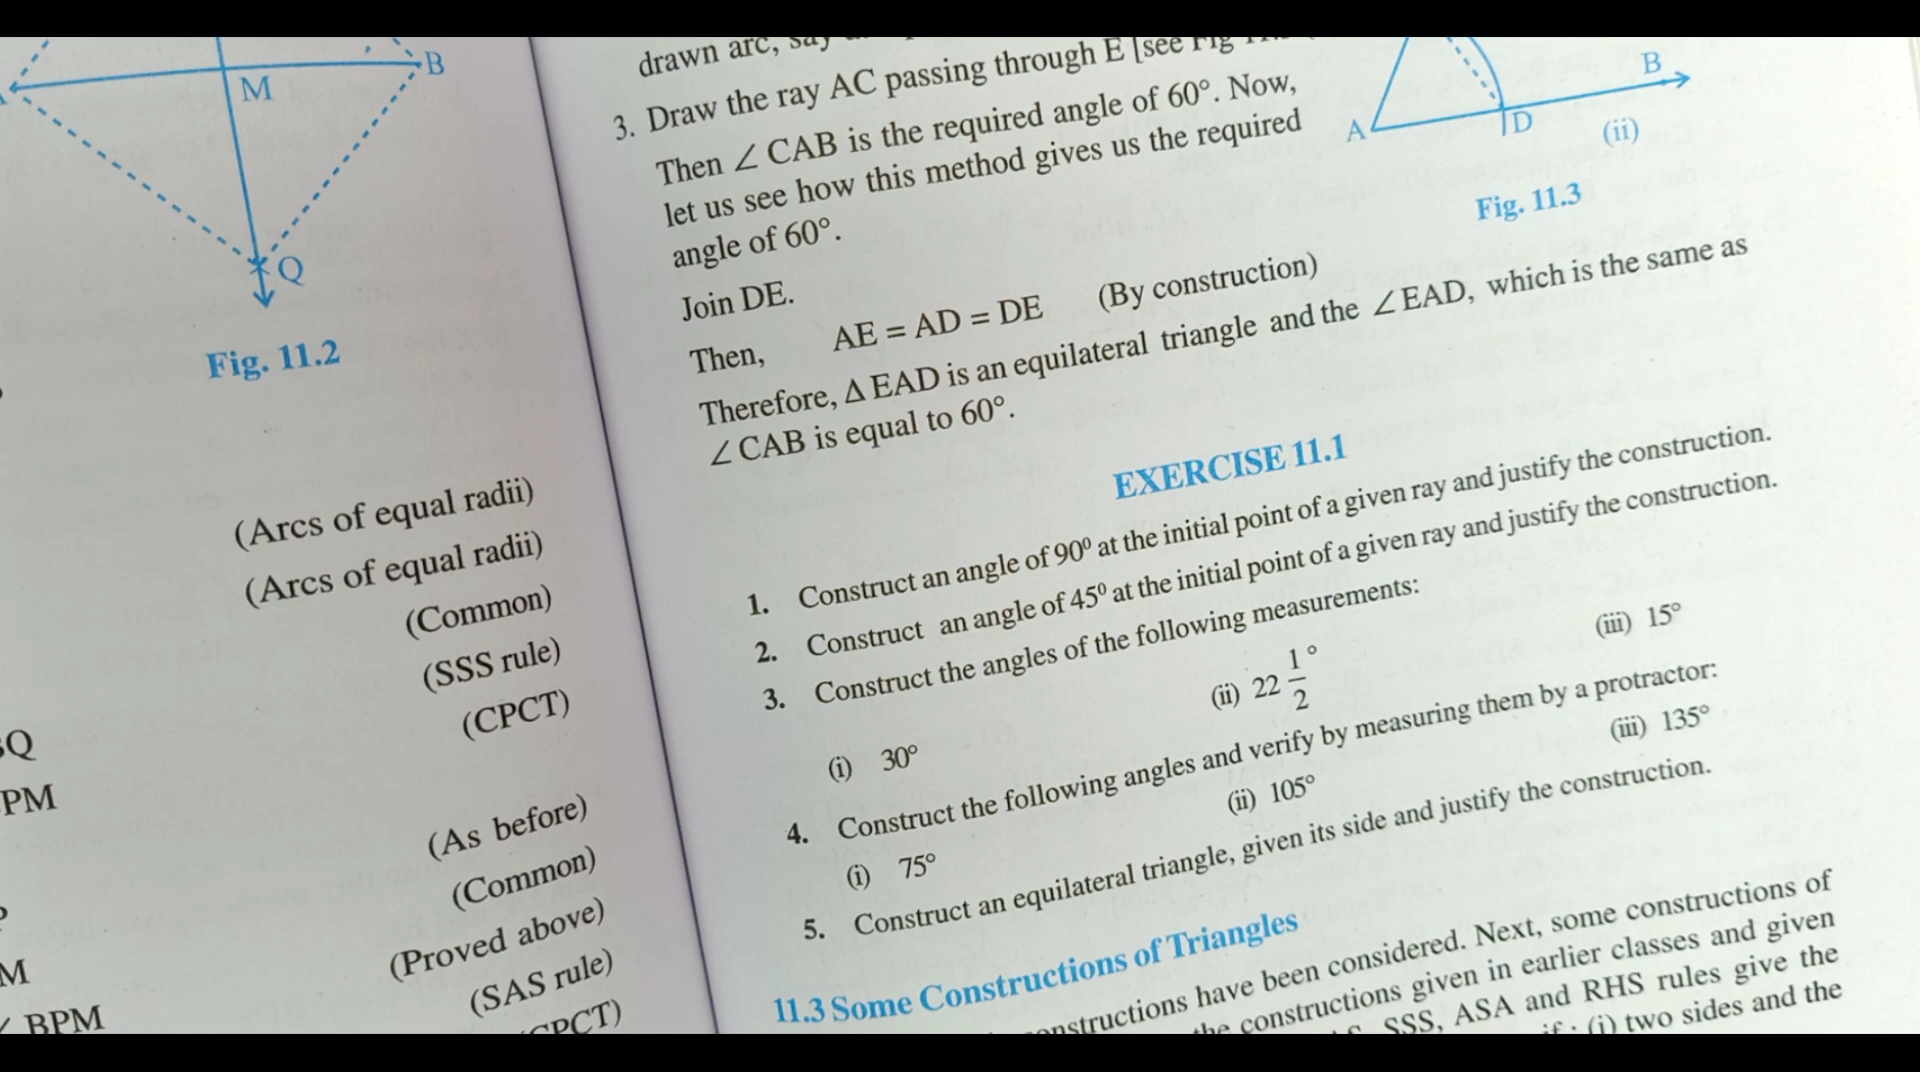 M
B
Q
Fig. 11.2
(Arcs of equal radii)
(Arcs of equal radii)
(Common)
(SSS rule)
(CPCT)
Q
PM
(As before)
(Common)
(Proved above)
M
(SAS rule)
BPM
CPCT)
drawn arc, say
3. Draw the ray AC passing through E [see Fig
Then ∠ CAB is the required angle of 60°. Now,
let us see how this method gives us the required
angle of 60°.
A
D
B
(ii)
Fig. 11.3
Join DE.
Then, AE = AD = DE (By construction)
Therefore, Δ EAD is an equilateral triangle and the ∠ EAD, which is the same as
∠ CAB is equal to 60°.
EXERCISE 11.1
1. Construct an angle of 90⁰ at the initial point of a given ray and justify the construction.
2. Construct an angle of 45⁰ at the initial point of a given ray and justify the construction.
3. Construct the angles of the following measurements:
(i) 30° (ii) 22 1/2° (iii) 15°
4. Construct the following angles and verify by measuring them by a protractor:
(i) 75° (ii) 105° (iii) 135°
5. Construct an equilateral triangle, given its side and justify the construction.
11.3 Some Constructions of Triangles
constructions have been considered. Next, some constructions of
the constructions given in earlier classes and given
SSS, ASA and RHS rules give the
if : (i) two sides and the